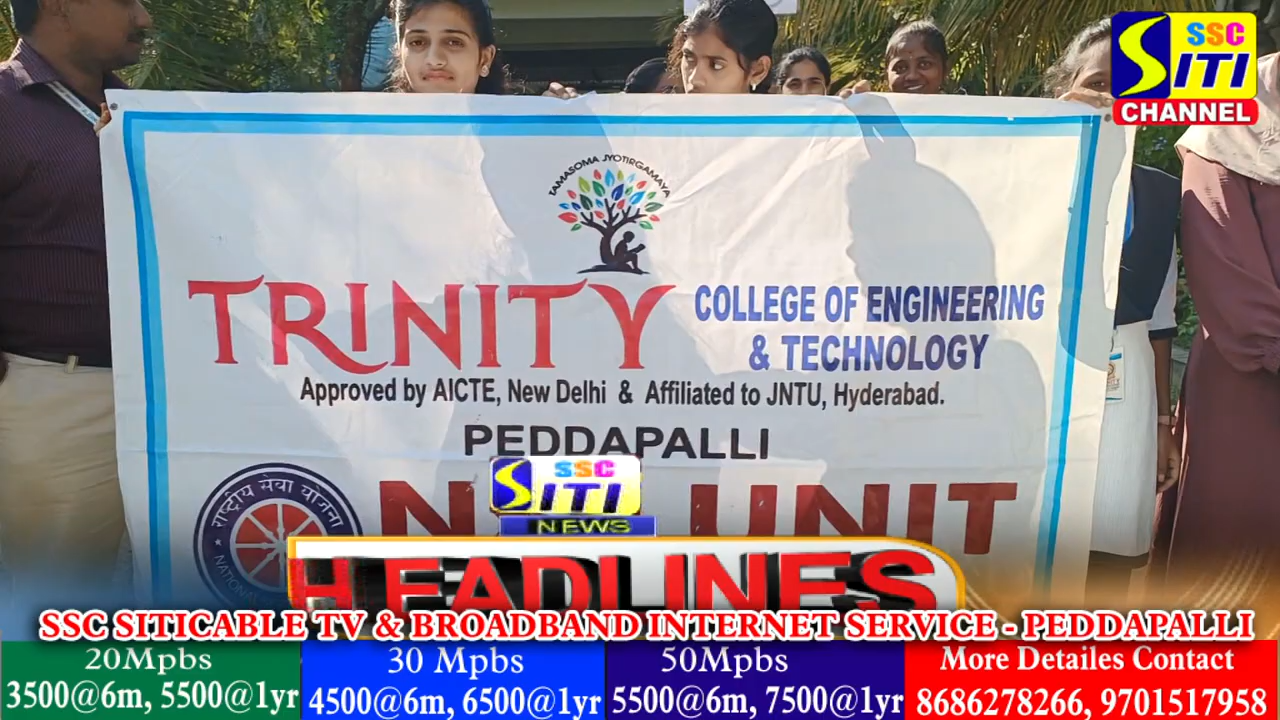 SSC
SITI
CHANNEL
TAMASOMA JYOTIRGAMAYA
TRINITY
COLLEGE OF ENGINEERING
& TECHNOLOGY
Approved by AICTE, New Delhi & Affiliated to JNTU, Hyderabad.
PEDDAPALLI
राष्ट्रीय सेवा योजना
NATIONAL
UNIT
SSC
SITI
NEWS
HEADLINES
SSC SITICABLE TV & BROADBAND INTERNET SERVICE - PEDDAPALLI
20Mpbs
3500@6m, 5500@1yr
30 Mpbs
4500@6m, 6500@1yr
50Mpbs
5500@6m, 7500@1yr
More Detailes Contact
8686278266, 9701517958